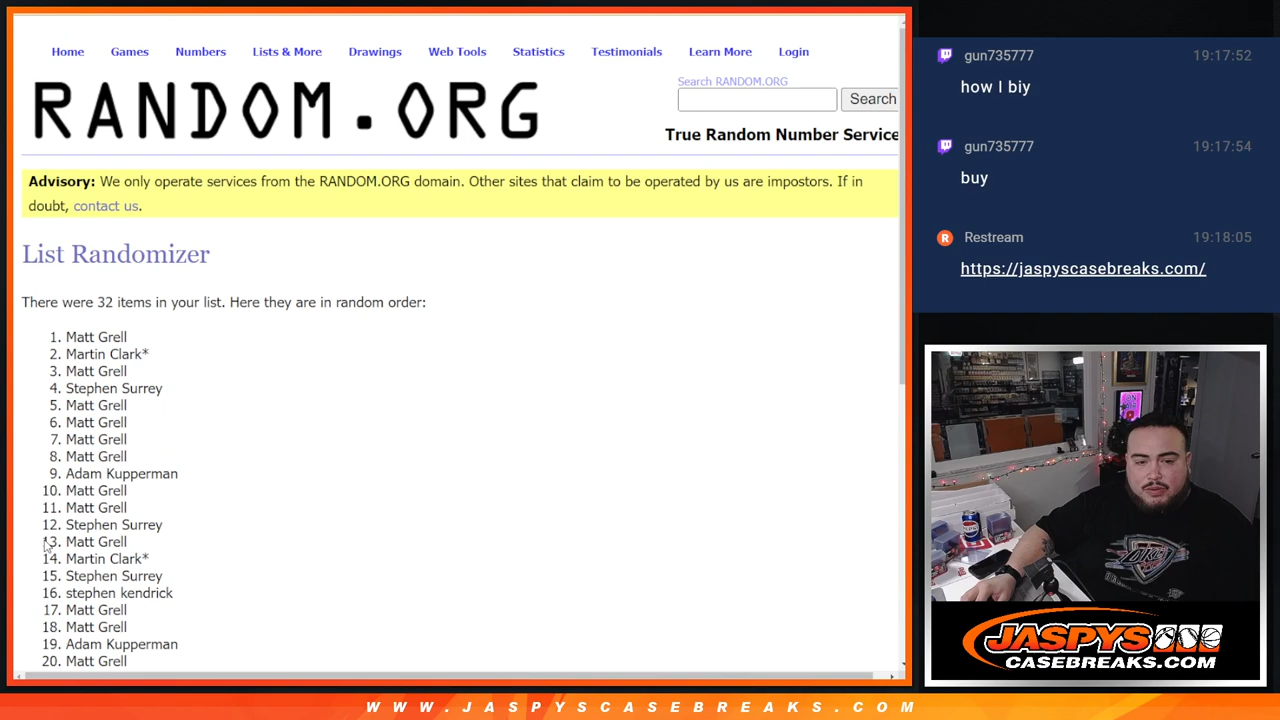 Home Games Numbers Lists & More Drawings Web Tools Statistics Testimonials Learn More Login
RANDOM.ORG
Search RANDOM.ORG
Search
True Random Number Service
Advisory: We only operate services from the RANDOM.ORG domain. Other sites that claim to be operated by us are impostors. If in
doubt, contact us.
List Randomizer
There were 32 items in your list. Here they are in random order:
1. Matt Grell
2. Martin Clark*
3. Matt Grell
4. Stephen Surrey
5. Matt Grell
6. Matt Grell
7. Matt Grell
8. Matt Grell
9. Adam Kupperman
10. Matt Grell
11. Matt Grell
12. Stephen Surrey
13. Matt Grell
14. Martin Clark*
15. Stephen Surrey
16. stephen kendrick
17. Matt Grell
18. Matt Grell
19. Adam Kupperman
20. Matt Grell
gun735777 19:17:52
how I biy
gun735777 19:17:54
buy
Restream 19:18:05
https://jaspyscasebreaks.com/
JASPYS
CASEBREAKS.COM
WWW.JASPYSCASEBREAKS.COM